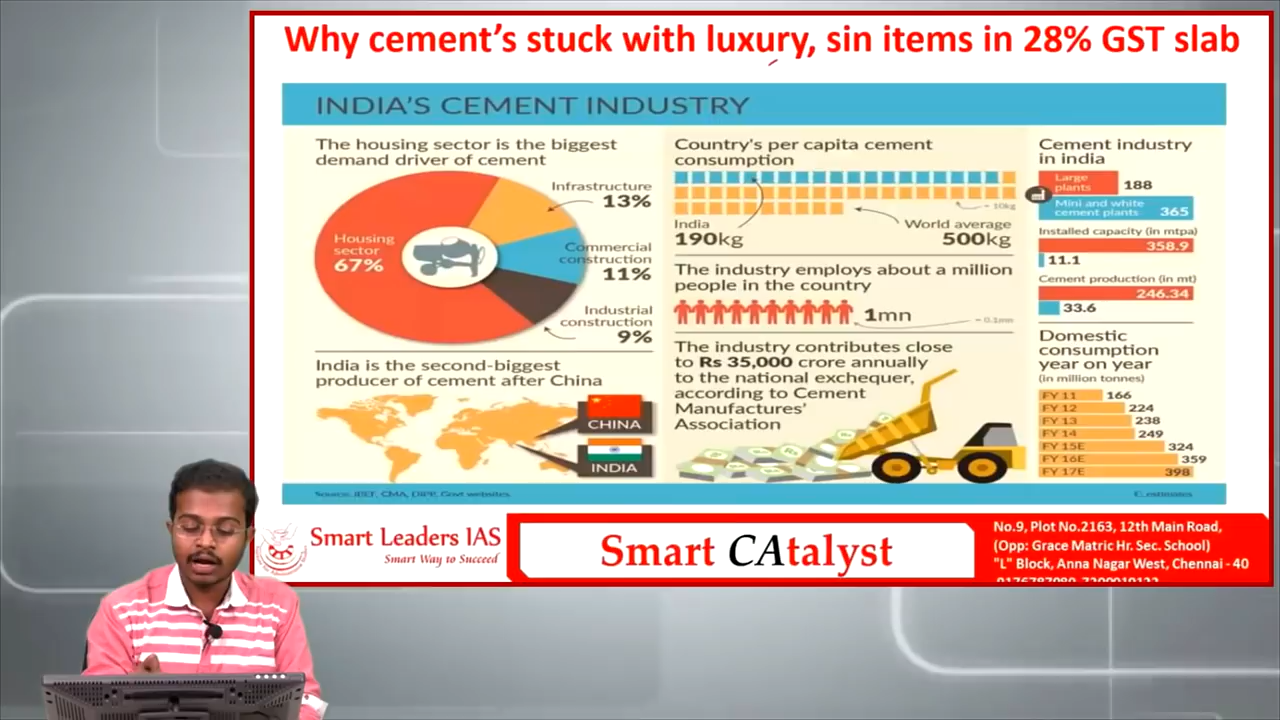 Why cement's stuck with luxury, sin items in 28% GST slab
INDIA'S CEMENT INDUSTRY
The housing sector is the biggest
demand driver of cement
Infrastructure
13%
Housing
sector
67%
Commercial
construction
11%
Industrial
construction
9%
India is the second-biggest
producer of cement after China
CHINA
INDIA
Country's per capita cement
consumption
= 10kg
India
190kg
World average
500kg
The industry employs about a million
people in the country
1mn
= 0.1mn
The industry contributes close
to Rs 35,000 crore annually
to the national exchequer,
according to Cement
Manufactures'
Association
Cement industry
in india
Large
plants
188
Mini and white
cement plants
365
Installed capacity (in mtpa)
358.9
11.1
Cement production (in mt)
246.34
33.6
Domestic
consumption
year on year
(in million tonnes)
FY 11 166
FY 12 224
FY 13 238
FY 14 249
FY 15E 324
FY 16E 359
FY 17E 398
Source: IBEF, CMA, DIPP, Govt websites.
E: estimates
Smart Leaders IAS
Smart Way to Succeed
Smart CAtalyst
No.9, Plot No.2163, 12th Main Road,
(Opp: Grace Matric Hr. Sec. School)
"L" Block, Anna Nagar West, Chennai - 40